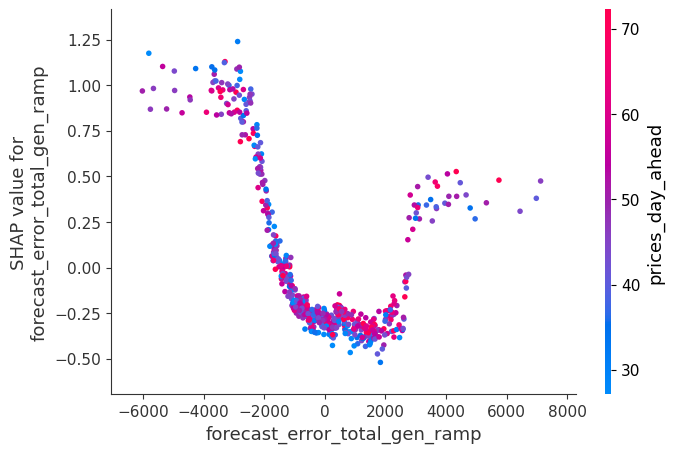 1.25
1.00
0.75
0.50
0.25
0.00
−0.25
−0.50
SHAP value for
forecast_error_total_gen_ramp
−6000 −4000 −2000 0 2000 4000 6000 8000
forecast_error_total_gen_ramp
70
60
50
40
30
prices_day_ahead